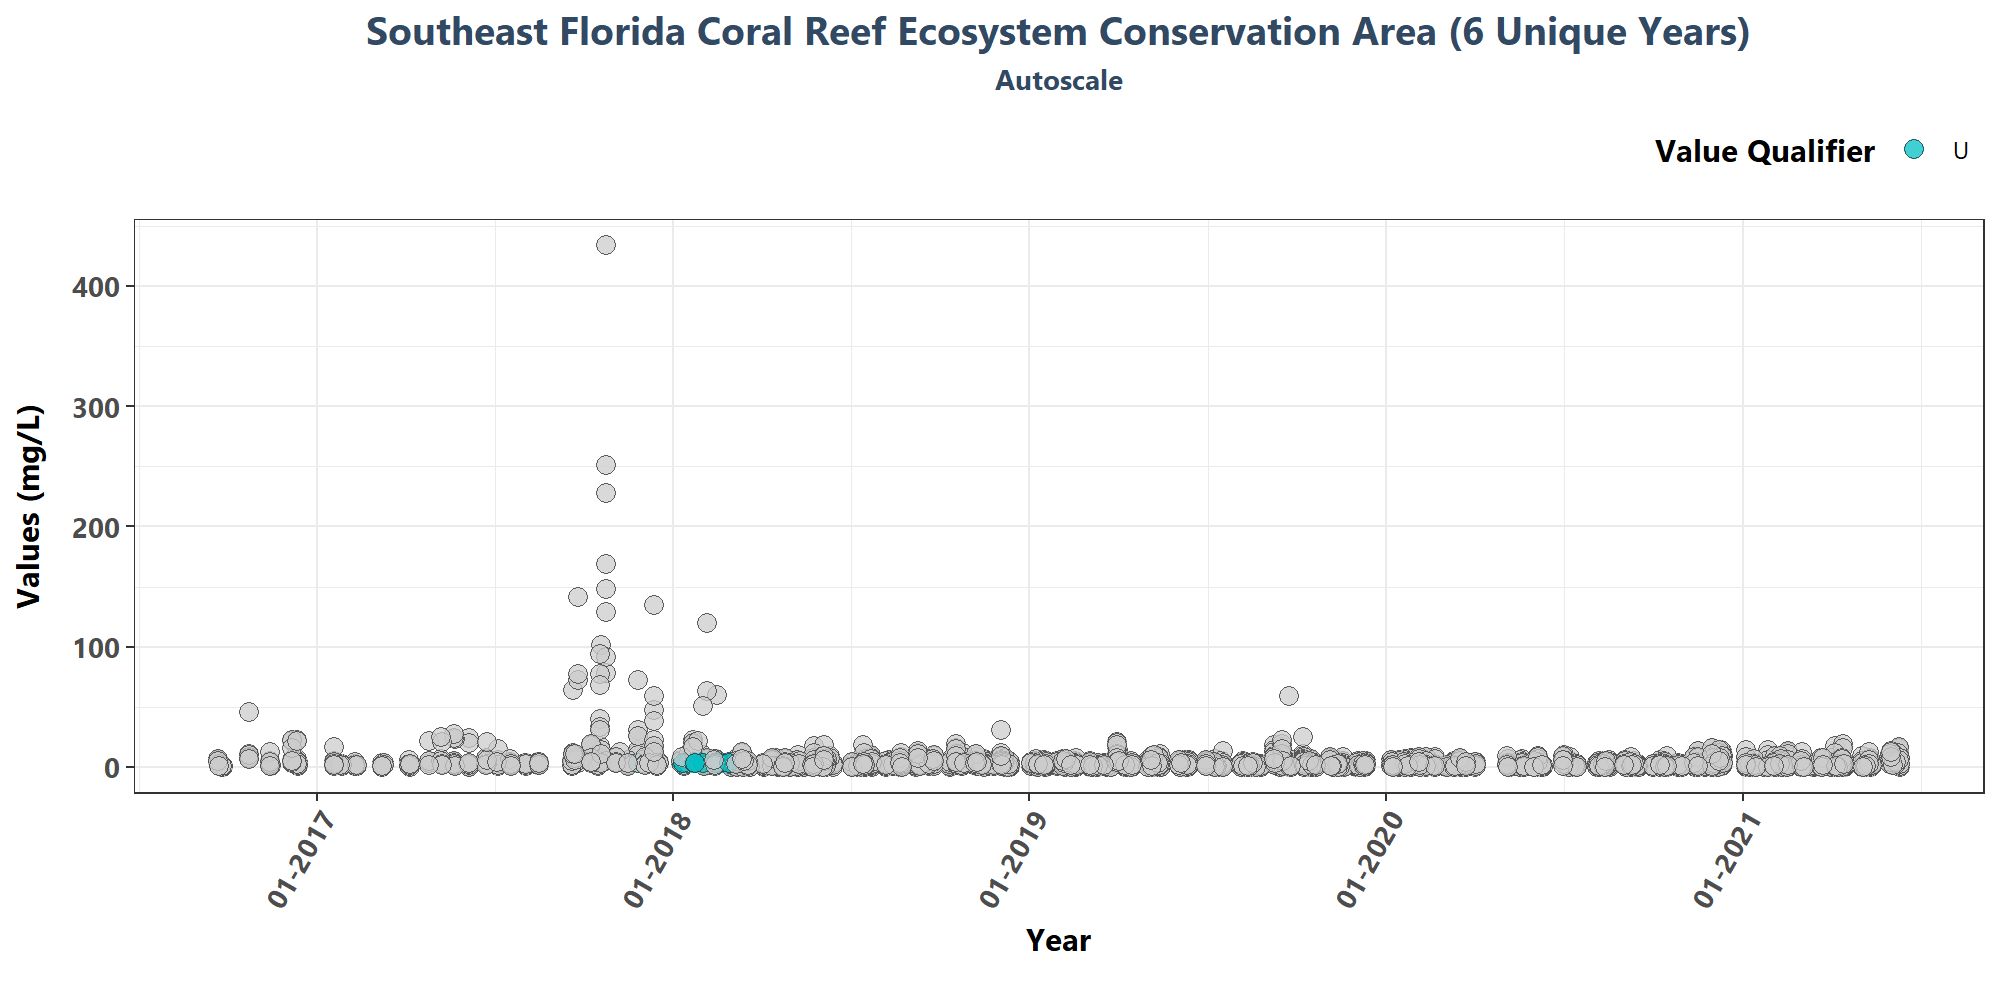 Southeast Florida Coral Reef Ecosystem Conservation Area (6 Unique Years)
Autoscale
Value Qualifier U
Values (mg/L)
400
300
200
100
0
01-2017 01-2018 01-2019 01-2020 01-2021
Year